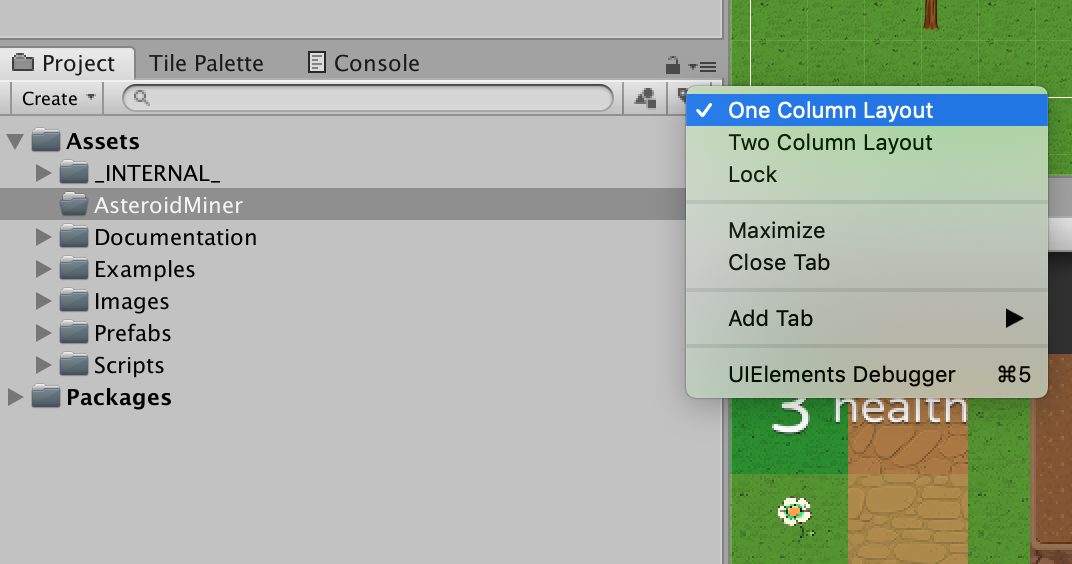 Project Tile Palette Console
Create
One Column Layout
Two Column Layout
Lock
Maximize
Close Tab
Add Tab
UIElements Debugger ⌘5
Assets
_INTERNAL_
AsteroidMiner
Documentation
Examples
Images
Prefabs
Scripts
Packages
3 health